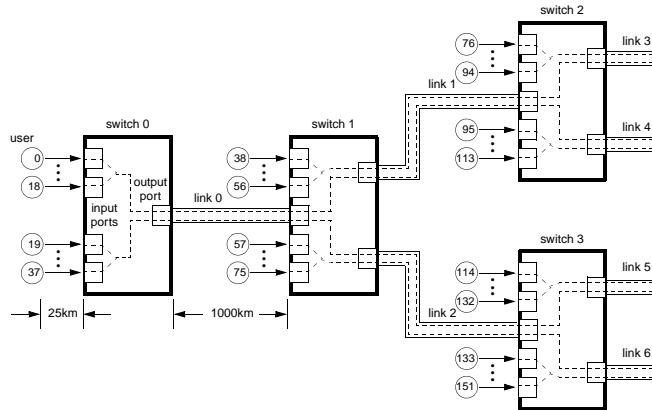 switch 2
76
94
95
113
link 3
link 4
link 1
user
switch 0
0
18
19
37
input
ports
output
port
link 0
switch 1
38
56
57
75
25km
1000km
link 2
switch 3
114
132
133
151
link 5
link 6